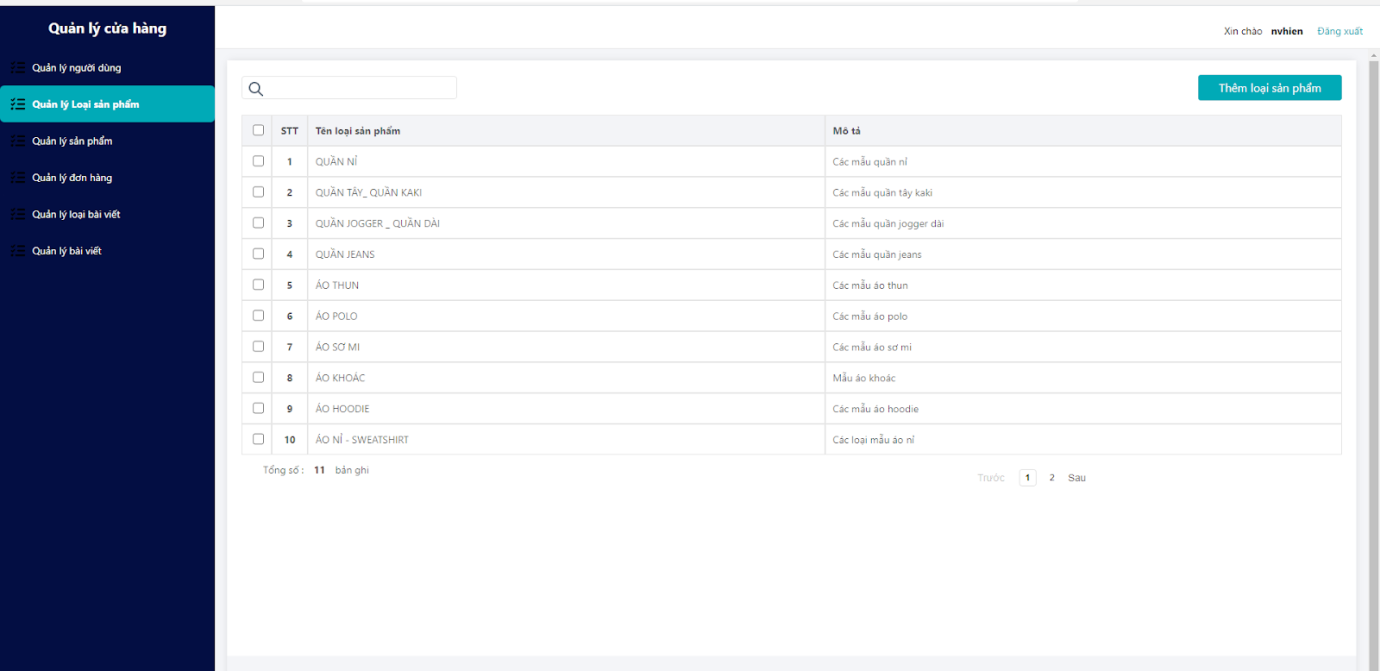 Quản lý cửa hàng
Xin chào nvhien Đăng xuất
Quản lý người dùng
Quản lý Loại sản phẩm
Quản lý sản phẩm
Quản lý đơn hàng
Quản lý loại bài viết
Quản lý bài viết
Thêm loại sản phẩm
STT Tên loại sản phẩm Mô tả
1 QUẦN NỈ Các mẫu quần nỉ
2 QUẦN TÂY_ QUẦN KAKI Các mẫu quần tây kaki
3 QUẦN JOGGER _ QUẦN DÀI Các mẫu quần jogger dài
4 QUẦN JEANS Các mẫu quần jeans
5 ÁO THUN Các mẫu áo thun
6 ÁO POLO Các mẫu áo polo
7 ÁO SƠ MI Các mẫu áo sơ mi
8 ÁO KHOÁC Mẫu áo khoác
9 ÁO HOODIE Các mẫu áo hoodie
10 ÁO NỈ - SWEATSHIRT Các loại mẫu áo nỉ
Tổng số : 11 bản ghi
Trước 1 2 Sau